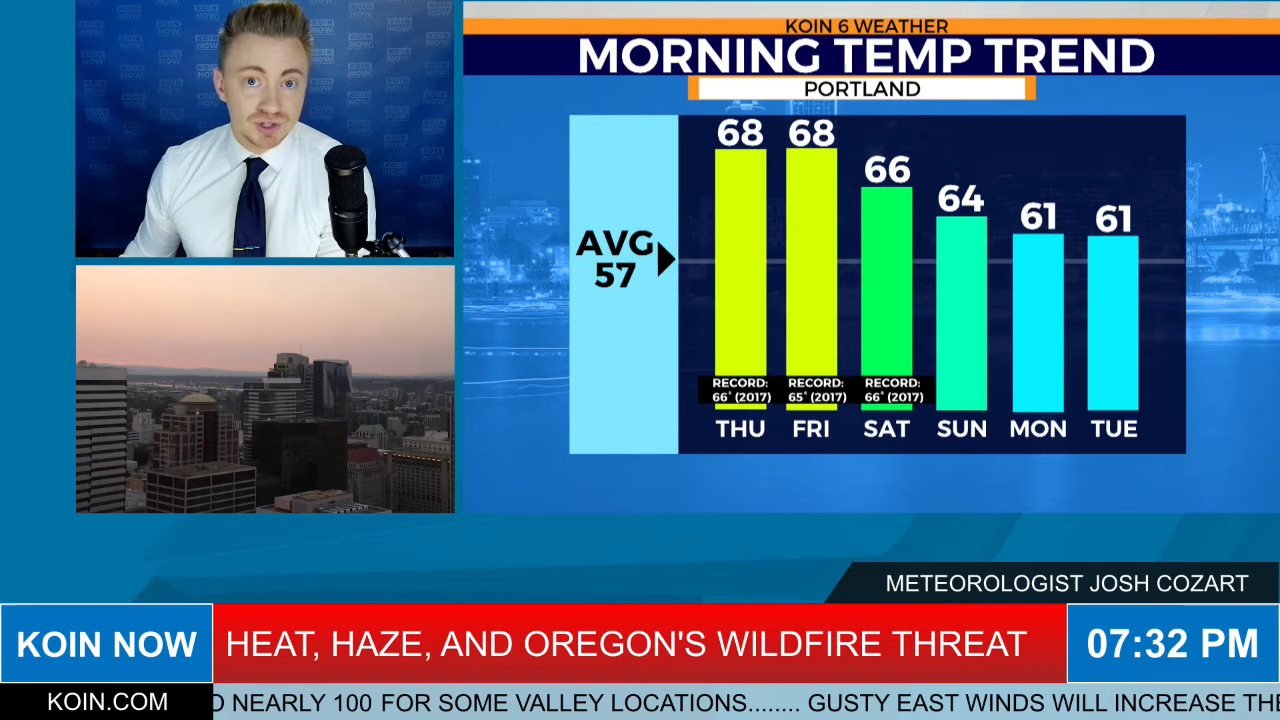 KOIN 6 WEATHER
MORNING TEMP TREND
PORTLAND
68 68 66 64 61 61
AVG
57
RECORD: RECORD: RECORD:
66° (2017) 65° (2017) 66° (2017)
THU FRI SAT SUN MON TUE
METEOROLOGIST JOSH COZART
KOIN NOW HEAT, HAZE, AND OREGON'S WILDFIRE THREAT 07:32 PM
KOIN.COM O NEARLY 100 FOR SOME VALLEY LOCATIONS........ GUSTY EAST WINDS WILL INCREASE THE
KOIN
NOW